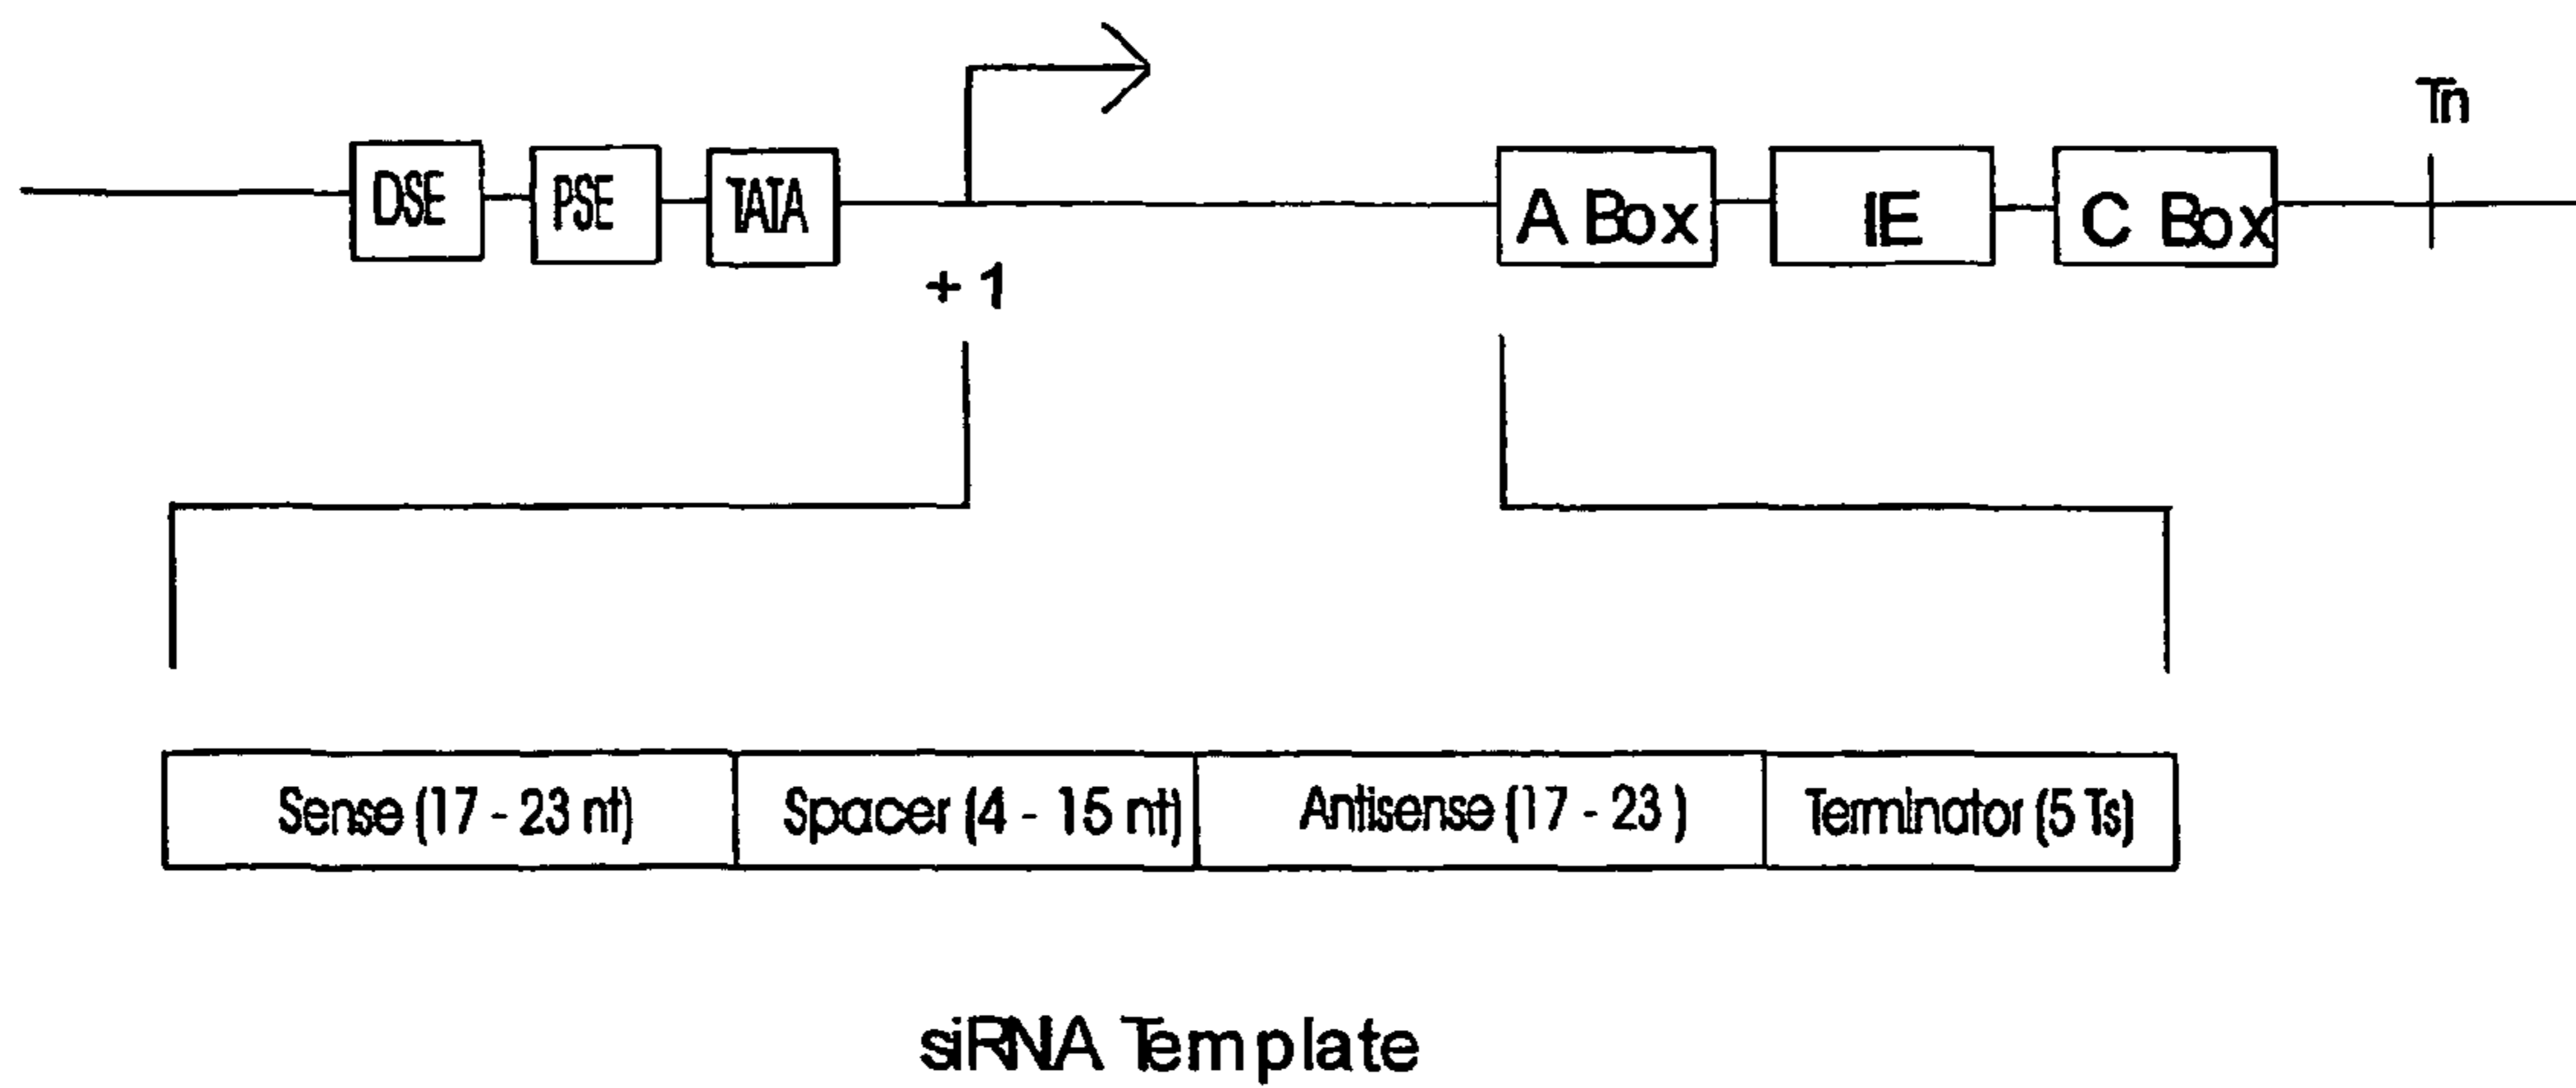 Tn
DSE PSE TATA A Box IE C Box
+ 1
Sense (17 - 23 nt) Spacer (4 - 15 nt) Antisense (17 - 23 ) Terminator (5 Ts)
siRNA Template